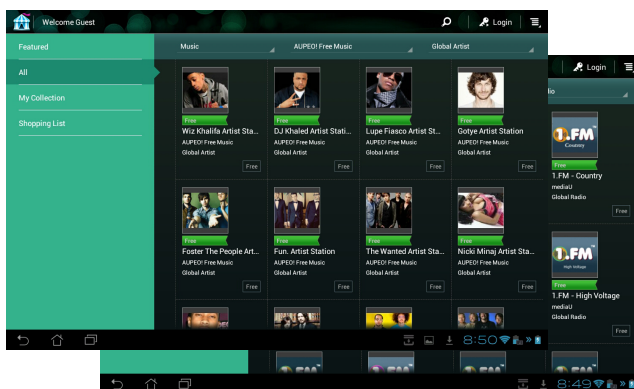 Welcome Guest
Login
Featured
All
My Collection
Shopping List
Music
AUPEO! Free Music
Global Artist
Free
Wiz Khalifa Artist Sta...
AUPEO! Free Music
Global Artist
Free
Free
DJ Khaled Artist Stati...
AUPEO! Free Music
Global Artist
Free
Free
Lupe Fiasco Artist St...
AUPEO! Free Music
Global Artist
Free
Free
Gotye Artist Station
AUPEO! Free Music
Global Artist
Free
Free
Foster The People Art...
AUPEO! Free Music
Global Artist
Free
Free
Fun. Artist Station
AUPEO! Free Music
Global Artist
Free
Free
The Wanted Artist Sta...
AUPEO! Free Music
Global Artist
Free
Free
Nicki Minaj Artist Sta...
AUPEO! Free Music
Global Artist
Free
8:50
Login
dio
1.FM™
Country
Free
1.FM - Country
mediaU
Global Radio
Free
1.FM™
High Voltage
Free
1.FM - High Voltage
mediaU
Global Radio
Free
8:49